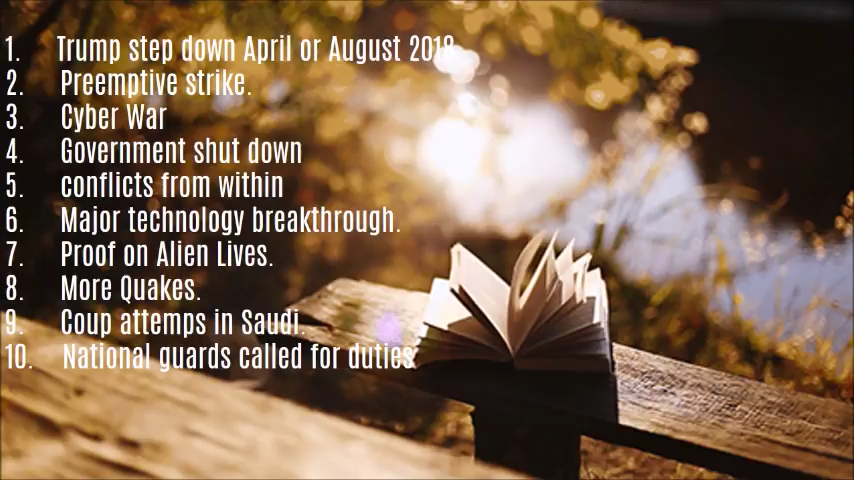 1. Trump step down April or August 2018
2. Preemptive strike.
3. Cyber War
4. Government shut down
5. conflicts from within
6. Major technology breakthrough.
7. Proof on Alien Lives.
8. More Quakes.
9. Coup attemps in Saudi.
10. National guards called for duties